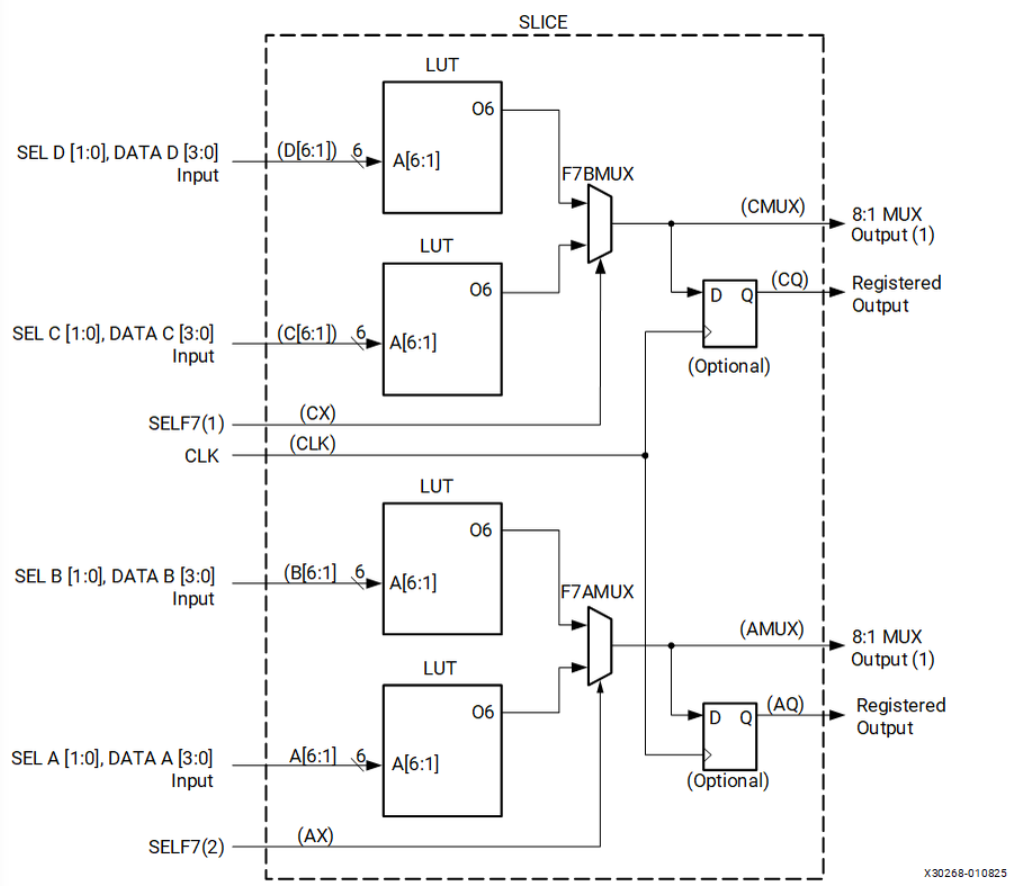 SLICE
LUT
O6
SEL D [1:0], DATA D [3:0]
Input
(D[6:1])
6
A[6:1]
F7BMUX
(CMUX)
8:1 MUX
Output (1)
LUT
O6
D
Q
(CQ)
Registered
Output
SEL C [1:0], DATA C [3:0]
Input
(C[6:1])
6
A[6:1]
(Optional)
SELF7(1)
(CX)
CLK
(CLK)
LUT
O6
SEL B [1:0], DATA B [3:0]
Input
(B[6:1]
6
A[6:1]
F7AMUX
(AMUX)
8:1 MUX
Output (1)
LUT
O6
D
Q
(AQ)
Registered
Output
SEL A [1:0], DATA A [3:0]
Input
A[6:1]
6
A[6:1]
(Optional)
SELF7(2)
(AX)
X30268-010825